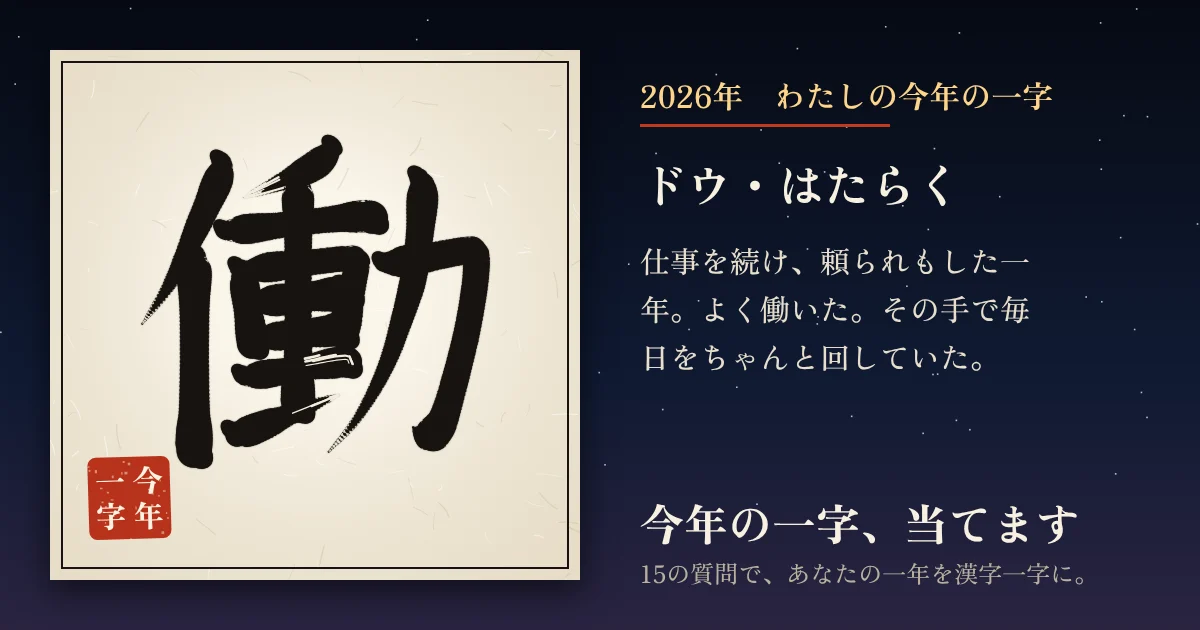 働
今年
一字
2026年　わたしの今年の一字
ドウ・はたらく
仕事を続け、頼られもした一
年。よく働いた。その手で毎
日をちゃんと回していた。
今年の一字、当てます
15の質問で、あなたの一年を漢字一字に。